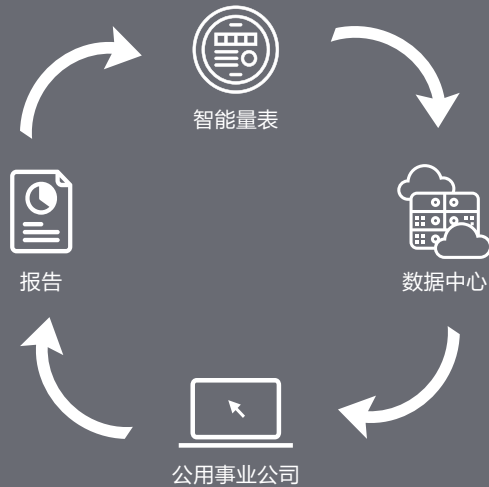 智能量表
报告
数据中心
公用事业公司